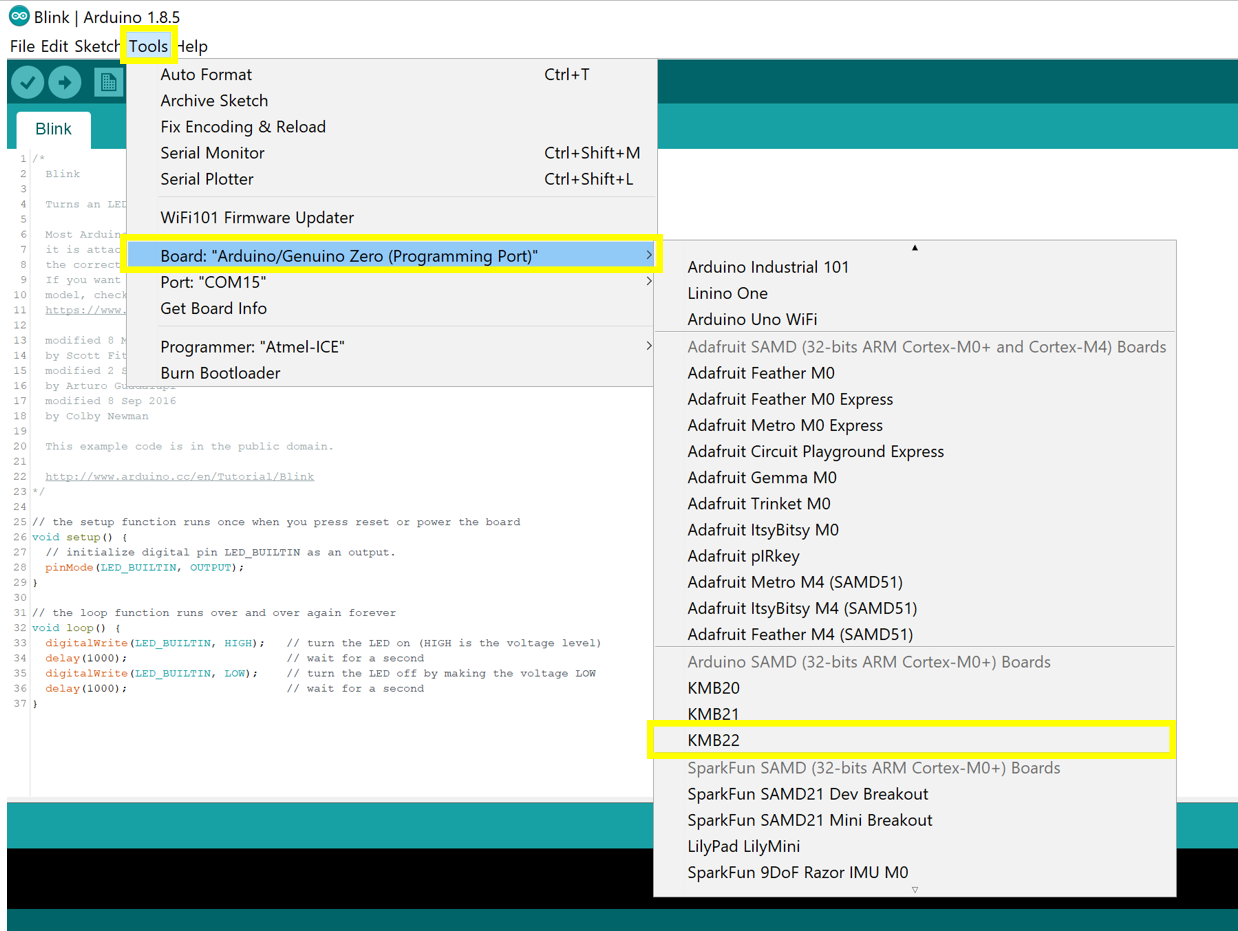 Blink | Arduino 1.8.5
File Edit Sketch Tools Help
Auto Format Ctrl+T
Archive Sketch
Fix Encoding & Reload
Serial Monitor Ctrl+Shift+M
Serial Plotter Ctrl+Shift+L
WiFi101 Firmware Updater
Board: "Arduino/Genuino Zero (Programming Port)"
Port: "COM15"
Get Board Info
Programmer: "Atmel-ICE"
Burn Bootloader
Arduino Industrial 101
Linino One
Arduino Uno WiFi
Adafruit SAMD (32-bits ARM Cortex-M0+ and Cortex-M4) Boards
Adafruit Feather M0
Adafruit Feather M0 Express
Adafruit Metro M0 Express
Adafruit Circuit Playground Express
Adafruit Gemma M0
Adafruit Trinket M0
Adafruit ItsyBitsy M0
Adafruit pIRkey
Adafruit Metro M4 (SAMD51)
Adafruit ItsyBitsy M4 (SAMD51)
Adafruit Feather M4 (SAMD51)
Arduino SAMD (32-bits ARM Cortex-M0+) Boards
KMB20
KMB21
KMB22
SparkFun SAMD (32-bits ARM Cortex-M0+) Boards
SparkFun SAMD21 Dev Breakout
SparkFun SAMD21 Mini Breakout
LilyPad LilyMini
SparkFun 9DoF Razor IMU M0
Blink
1 /*
2 Blink
3
4 Turns an LED
5
6 Most Arduin
7 it is attac
8 the correct
9 If you want
10 model, check
11 https://www.
12
13 modified 8 M
14 by Scott Fit
15 modified 2 S
16 by Arturo Guadalupi
17 modified 8 Sep 2016
18 by Colby Newman
19
20 This example code is in the public domain.
21
22 http://www.arduino.cc/en/Tutorial/Blink
23 */
24
25 // the setup function runs once when you press reset or power the board
26 void setup() {
27 // initialize digital pin LED_BUILTIN as an output.
28 pinMode(LED_BUILTIN, OUTPUT);
29 }
30
31 // the loop function runs over and over again forever
32 void loop() {
33 digitalWrite(LED_BUILTIN, HIGH); // turn the LED on (HIGH is the voltage level)
34 delay(1000); // wait for a second
35 digitalWrite(LED_BUILTIN, LOW); // turn the LED off by making the voltage LOW
36 delay(1000); // wait for a second
37 }